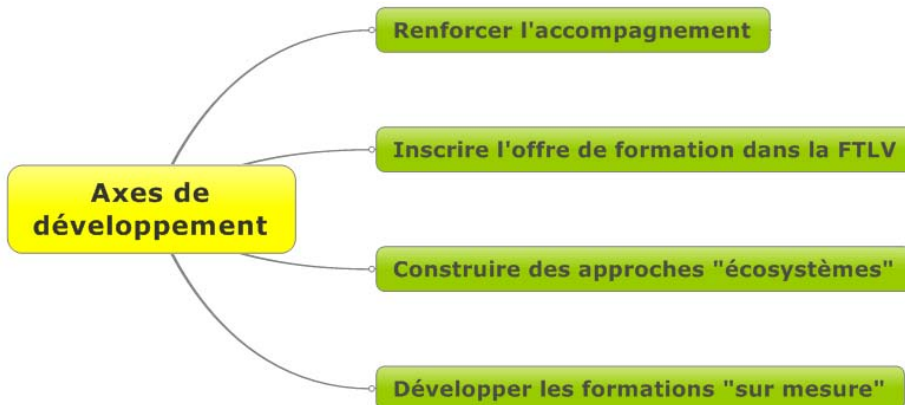 Renforcer l'accompagnement
Inscrire l'offre de formation dans la FTLV
Axes de
développement
Construire des approches "écosystèmes"
Développer les formations "sur mesure"